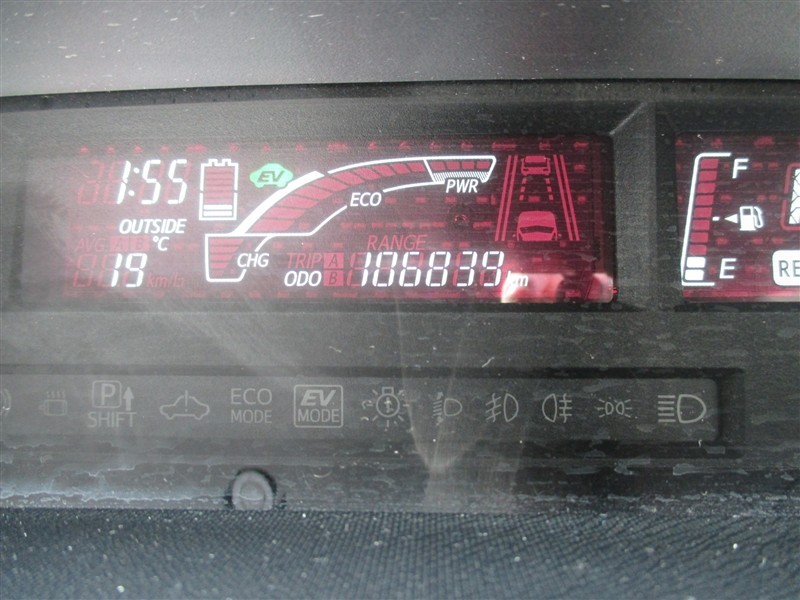 1:55
EV
ECO
PWR
F
OUTSIDE
AVG
°C
19
km/G
CHG
RANGE
TRIP A
ODO B
106839 km
E
RE
P
SHIFT
ECO
MODE
EV
MODE